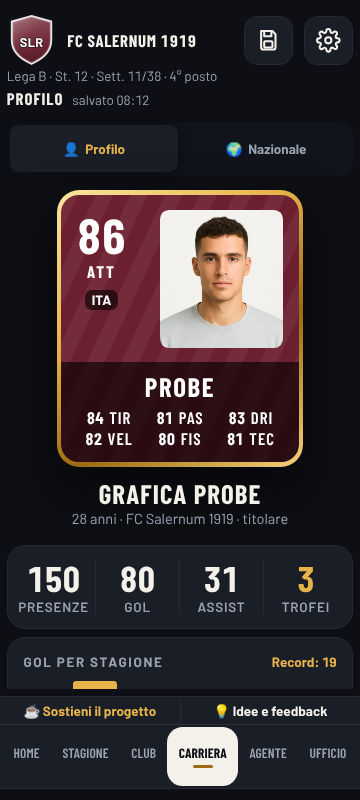 SLR
FC SALERNUM 1919
Lega B · St. 12 · Sett. 11/38 · 4° posto
PROFILO salvato 08:12
Profilo
Nazionale
86
ATT
ITA
PROBE
84 TIR 81 PAS 83 DRI
82 VEL 80 FIS 81 TEC
GRAFICA PROBE
28 anni · FC Salernum 1919 · titolare
150 80 31 3
PRESENZE GOL ASSIST TROFEI
GOL PER STAGIONE Record: 19
Sostieni il progetto Idee e feedback
HOME STAGIONE CLUB CARRIERA AGENTE UFFICIO